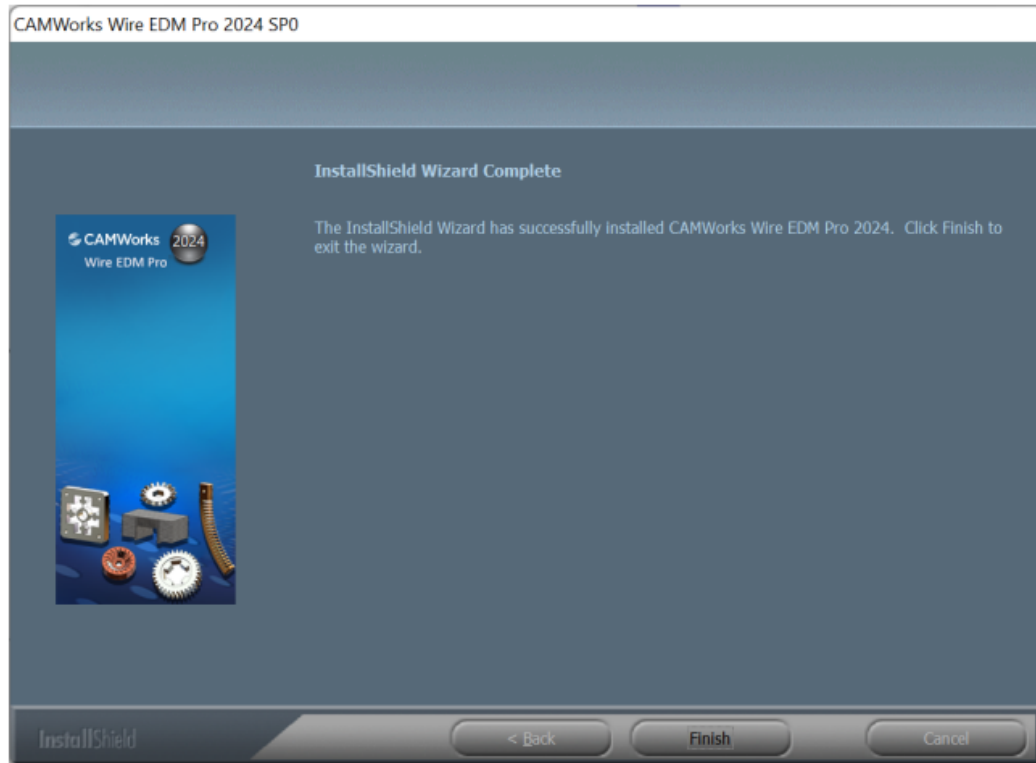 CAMWorks Wire EDM Pro 2024 SP0
InstallShield Wizard Complete
The InstallShield Wizard has successfully installed CAMWorks Wire EDM Pro 2024. Click Finish to
exit the wizard.
CAMWorks 2024
Wire EDM Pro
InstallShield
< Back
Finish
Cancel